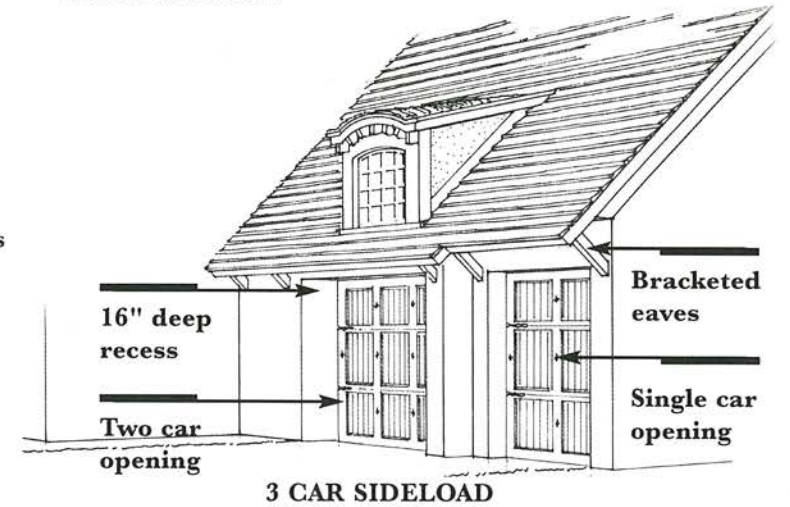 16" deep
recess
Two car
opening
Bracketed
eaves
Single car
opening
3 CAR SIDELOAD